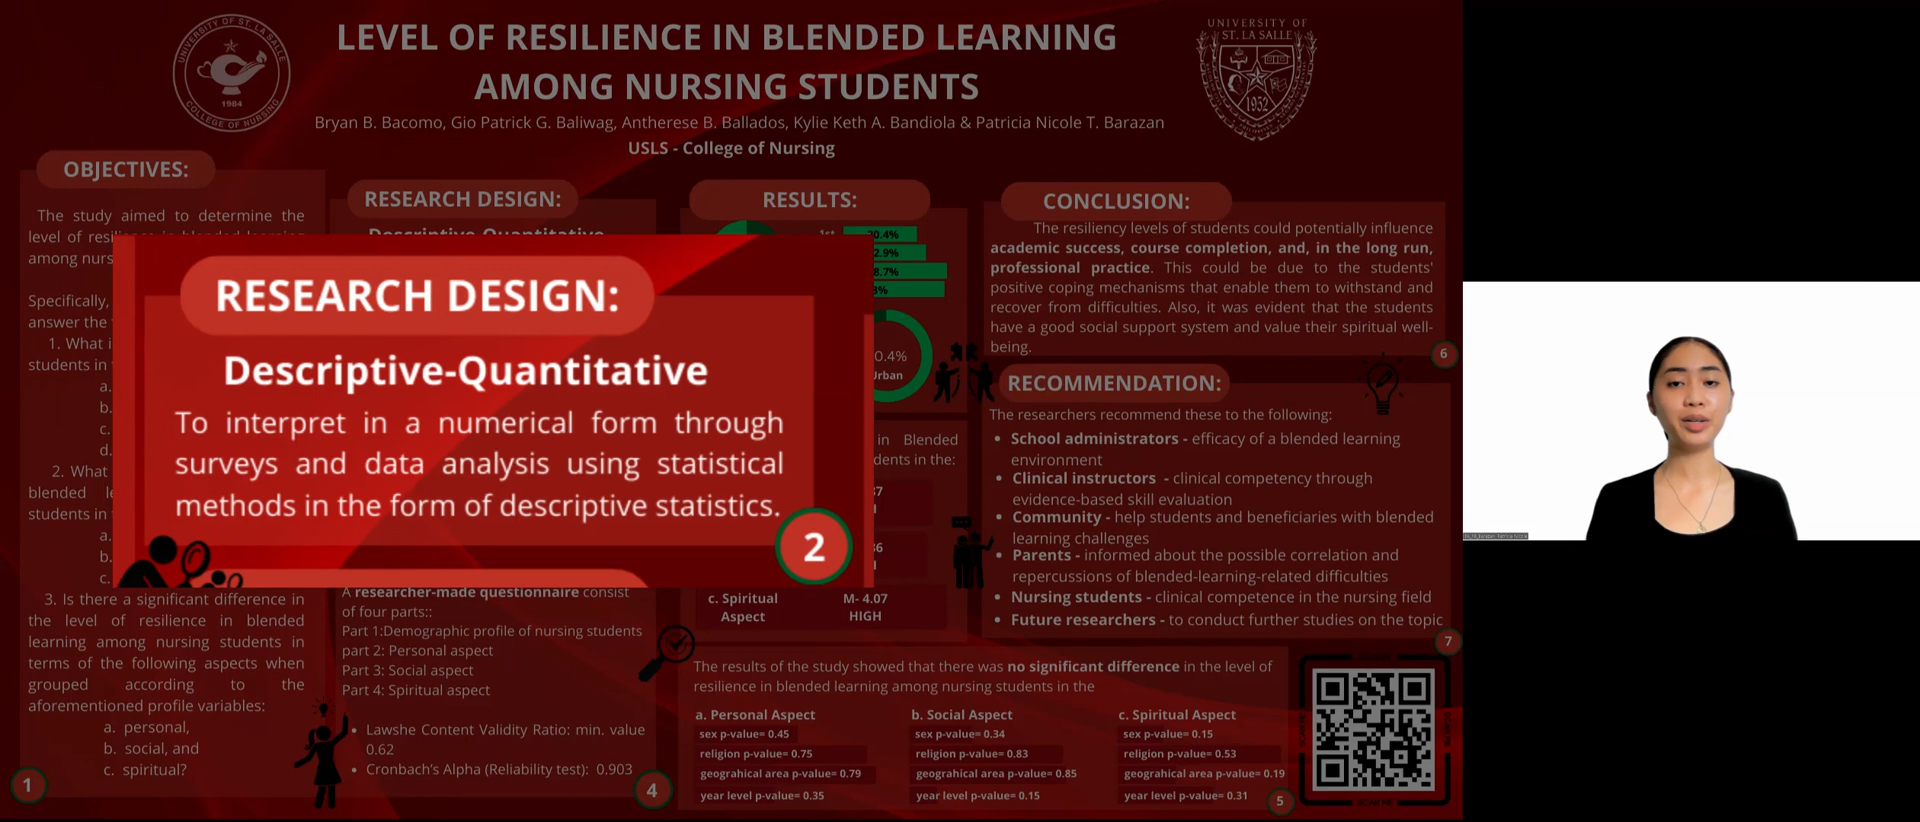 LEVEL OF RESILIENCE IN BLENDED LEARNING
AMONG NURSING STUDENTS
Bryan B. Bacomo, Gio Patrick G. Baliwag, Antherese B. Ballados, Kylie Keth A. Bandiola & Patricia Nicole T. Barazan
USLS - College of Nursing
UNIVERSITY OF ST. LA SALLE
1984
COLLEGE OF NURSING
UNIVERSITY OF
ST. LA SALLE
1952
OBJECTIVES:
The study aimed to determine the
level of
among
Specifically,
answer the
1. What
students in
a.
b.
c.
d.
2. What
blended
students in
a.
b.
c.
3. Is there a significant difference in
the level of resilience in blended
learning among nursing students in
terms of the following aspects when
grouped according to the
aforementioned profile variables:
a. personal,
b. social, and
c. spiritual?
1
RESEARCH DESIGN:
Descriptive-Quantitative
RESEARCH DESIGN:
Descriptive-Quantitative
To interpret in a numerical form through
surveys and data analysis using statistical
methods in the form of descriptive statistics.
2
A researcher-made questionnaire consist
of four parts::
Part 1:Demographic profile of nursing students
part 2: Personal aspect
Part 3: Social aspect
Part 4: Spiritual aspect
• Lawshe Content Validity Ratio: min. value
0.62
• Cronbach's Alpha (Reliability test): 0.903
4
RESULTS:
1st
in Blended
in the:
c. Spiritual
Aspect
M- 4.07
HIGH
The results of the study showed that there was no significant difference in the level of
resilience in blended learning among nursing students in the
a. Personal Aspect
sex p-value= 0.45
religion p-value= 0.75
geograhical area p-value= 0.79
year level p-value= 0.35
b. Social Aspect
sex p-value= 0.34
religion p-value= 0.83
geograhical area p-value= 0.85
year level p-value= 0.15
c. Spiritual Aspect
sex p-value= 0.15
religion p-value= 0.53
geograhical area p-value= 0.19
year level p-value= 0.31
5
CONCLUSION:
The resiliency levels of students could potentially influence
academic success, course completion, and, in the long run,
professional practice. This could be due to the students'
positive coping mechanisms that enable them to withstand and
recover from difficulties. Also, it was evident that the students
have a good social support system and value their spiritual well-
being.
6
RECOMMENDATION:
The researchers recommend these to the following:
• School administrators - efficacy of a blended learning
environment
• Clinical instructors - clinical competency through
evidence-based skill evaluation
• Community - help students and beneficiaries with blended
learning challenges
• Parents - informed about the possible correlation and
repercussions of blended-learning-related difficulties
• Nursing students - clinical competence in the nursing field
• Future researchers - to conduct further studies on the topic
7